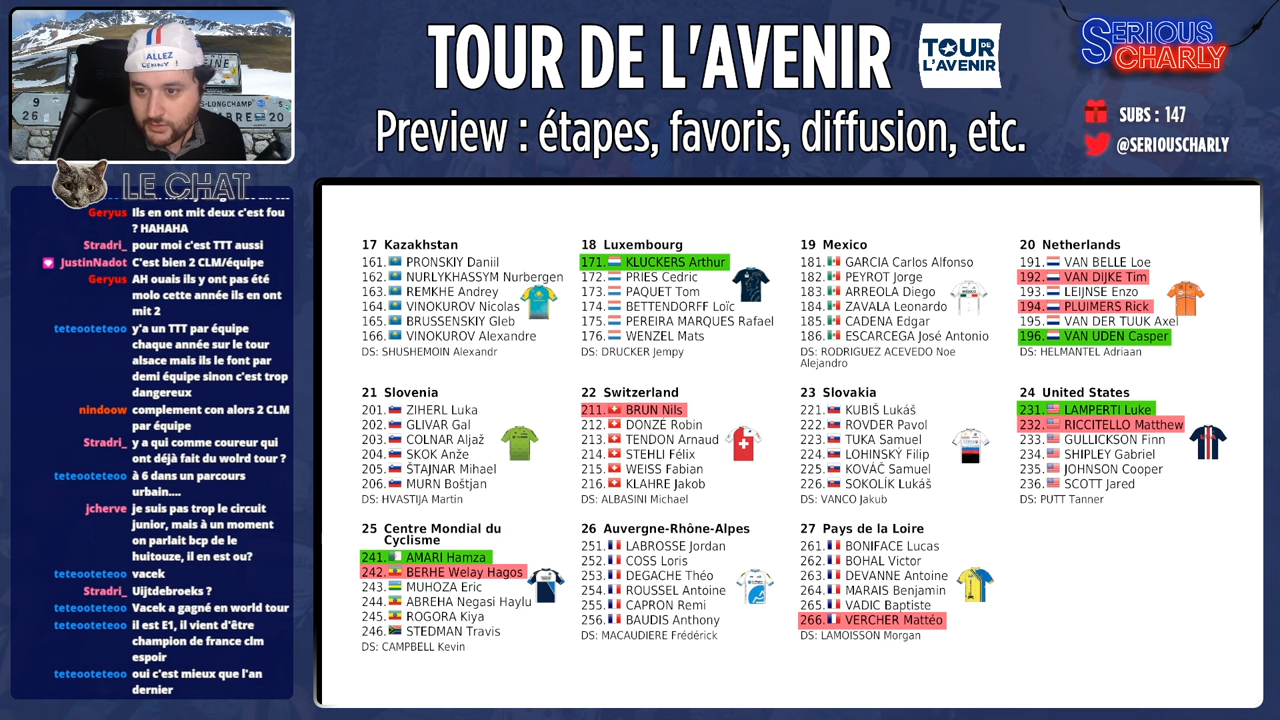 ALLEZ
LENNY !
9
26
S-LONGCHAMP
5
20
TOUR DE L'AVENIR
TOUR DE
L'AVENIR
SERIOUS
CHARLY
Preview : étapes, favoris, diffusion, etc.
SUBS : 147
@SERIOUSCHARLY
LE CHAT
Geryus Ils en ont mit deux c'est fou
? HAHAHA
Stradri_ pour moi c'est TTT aussi
JustinNadot C'est bien 2 CLM/équipe
Geryus AH ouais ils y ont pas été
molo cette année ils en ont
mit 2
teteooteteoo y'a un TTT par équipe
chaque année sur le tour
alsace mais ils le font par
demi équipe sinon c'est trop
dangereux
nindoow complement con alors 2 CLM
par équipe
Stradri_ y a qui comme coureur qui
ont déjà fait du wolrd tour ?
teteooteteoo à 6 dans un parcours
urbain....
jcherve je suis pas trop le circuit
junior, mais à un moment
on parlait bcp de le
huitouze, il en est ou?
teteooteteoo vacek
Stradri_ Uijtdebroeks ?
teteooteteoo Vacek a gagné en world tour
teteooteteoo il est E1, il vient d'être
champion de france clm
espoir
teteooteteoo oui c'est mieux que l'an
dernier
17 Kazakhstan
161. PRONSKIY Daniil
162. NURLYKHASSYM Nurbergen
163. REMKHE Andrey
164. VINOKUROV Nicolas
165. BRUSSENSKIY Gleb
166. VINOKUROV Alexandre
DS: SHUSHEMOIN Alexandr
18 Luxembourg
171. KLUCKERS Arthur
172. PRIES Cedric
173. PAQUET Tom
174. BETTENDORFF Loïc
175. PEREIRA MARQUES Rafael
176. WENZEL Mats
DS: DRUCKER Jempy
19 Mexico
181. GARCIA Carlos Alfonso
182. PEYROT Jorge
183. ARREOLA Diego
184. ZAVALA Leonardo
185. CADENA Edgar
186. ESCARCEGA José Antonio
DS: RODRIGUEZ ACEVEDO Noe
Alejandro
20 Netherlands
191. VAN BELLE Loe
192. VAN DIJKE Tim
193. LEIJNSE Enzo
194. PLUIMERS Rick
195. VAN DER TUUK Axel
196. VAN UDEN Casper
DS: HELMANTEL Adriaan
21 Slovenia
201. ZIHERL Luka
202. GLIVAR Gal
203. COLNAR Aljaž
204. SKOK Anže
205. ŠTAJNAR Mihael
206. MURN Boštjan
DS: HVASTIJA Martin
22 Switzerland
211. BRUN Nils
212. DONZÉ Robin
213. TENDON Arnaud
214. STEHLI Félix
215. WEISS Fabian
216. KLAHRE Jakob
DS: ALBASINI Michael
23 Slovakia
221. KUBIŠ Lukáš
222. ROVDER Pavol
223. TUKA Samuel
224. LOHINSKÝ Filip
225. KOVÁČ Samuel
226. SOKOLÍK Lukáš
DS: VANCO Jakub
24 United States
231. LAMPERTI Luke
232. RICCITELLO Matthew
233. GULLICKSON Finn
234. SHIPLEY Gabriel
235. JOHNSON Cooper
236. SCOTT Jared
DS: PUTT Tanner
25 Centre Mondial du
Cyclisme
241. AMARI Hamza
242. BERHE Welay Hagos
243. MUHOZA Eric
244. ABREHA Negasi Haylu
245. ROGORA Kiya
246. STEDMAN Travis
DS: CAMPBELL Kevin
26 Auvergne-Rhône-Alpes
251. LABROSSE Jordan
252. COSS Loris
253. DEGACHE Théo
254. ROUSSEL Antoine
255. CAPRON Remi
256. BAUDIS Anthony
DS: MACAUDIERE Frédérick
27 Pays de la Loire
261. BONIFACE Lucas
262. BOHAL Victor
263. DEVANNE Antoine
264. MARAIS Benjamin
265. VADIC Baptiste
266. VERCHER Mattéo
DS: LAMOISSON Morgan